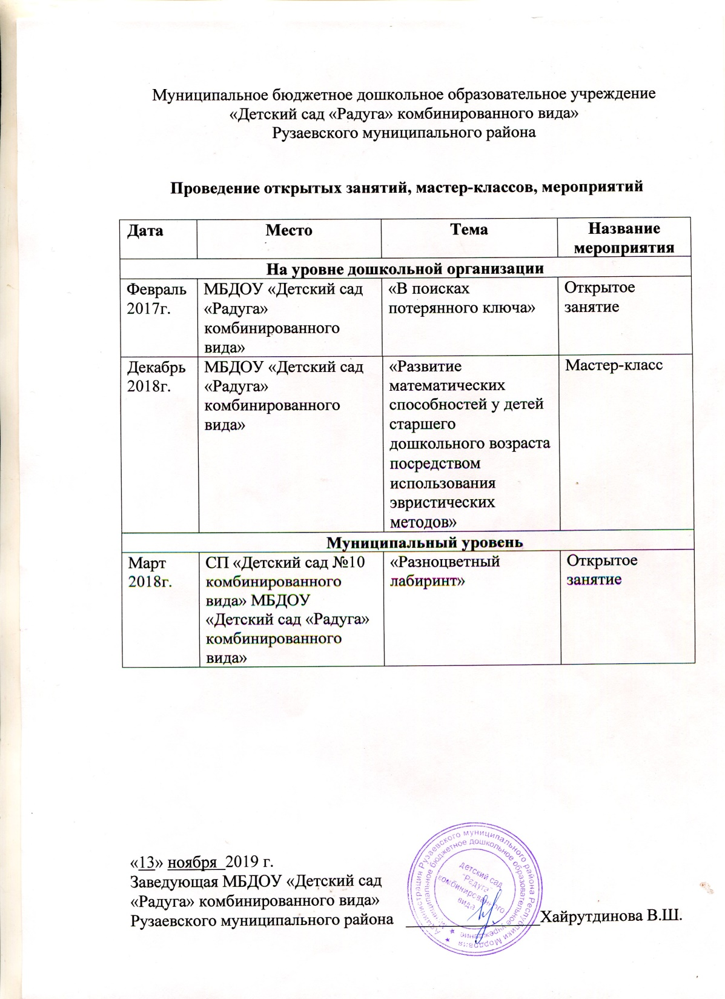 Муниципальное бюджетное дошкольное образовательное учреждение
«Детский сад «Радуга» комбинированного вида»
Рузаевского муниципального района
Проведение открытых занятий, мастер-классов, мероприятий
Дата Место Тема Название
мероприятия
На уровне дошкольной организации
Февраль
2017г.
МБДОУ «Детский сад
«Радуга»
комбинированного
вида»
«В поисках
потерянного ключа»
Открытое
занятие
Декабрь
2018г.
МБДОУ «Детский сад
«Радуга»
комбинированного
вида»
«Развитие
математических
способностей у детей
старшего
дошкольного возраста
посредством
использования
эвристических
методов»
Мастер-класс
Муниципальный уровень
Март
2018г.
СП «Детский сад №10
комбинированного
вида» МБДОУ
«Детский сад «Радуга»
комбинированного
вида»
«Разноцветный
лабиринт»
Открытое
занятие
«13» ноября 2019 г.
Заведующая МБДОУ «Детский сад
«Радуга» комбинированного вида»
Рузаевского муниципального района Хайрутдинова В.Ш.
Администрация Рузаевского муниципального района Республики Мордовия
Муниципальное бюджетное дошкольное образовательное учреждение
детский сад
"Радуга"
комбинированного
вида